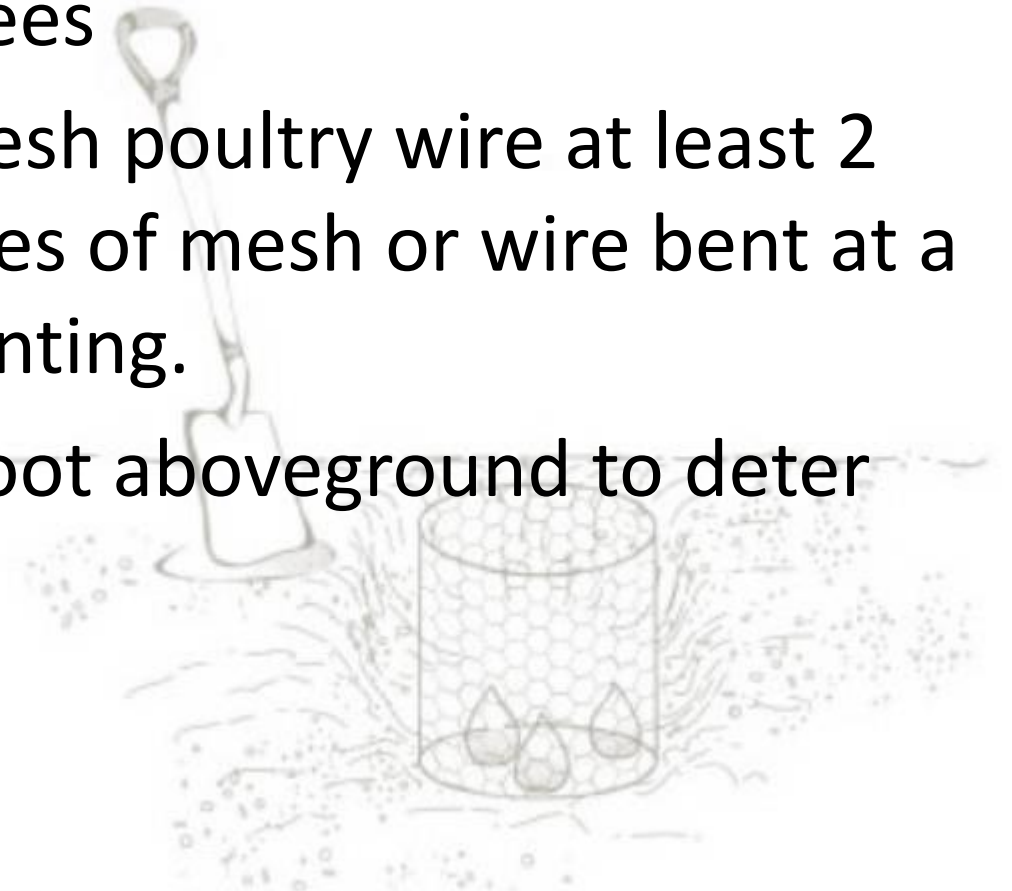 ees
esh poultry wire at least 2
es of mesh or wire bent at a
nting.
oot aboveground to deter